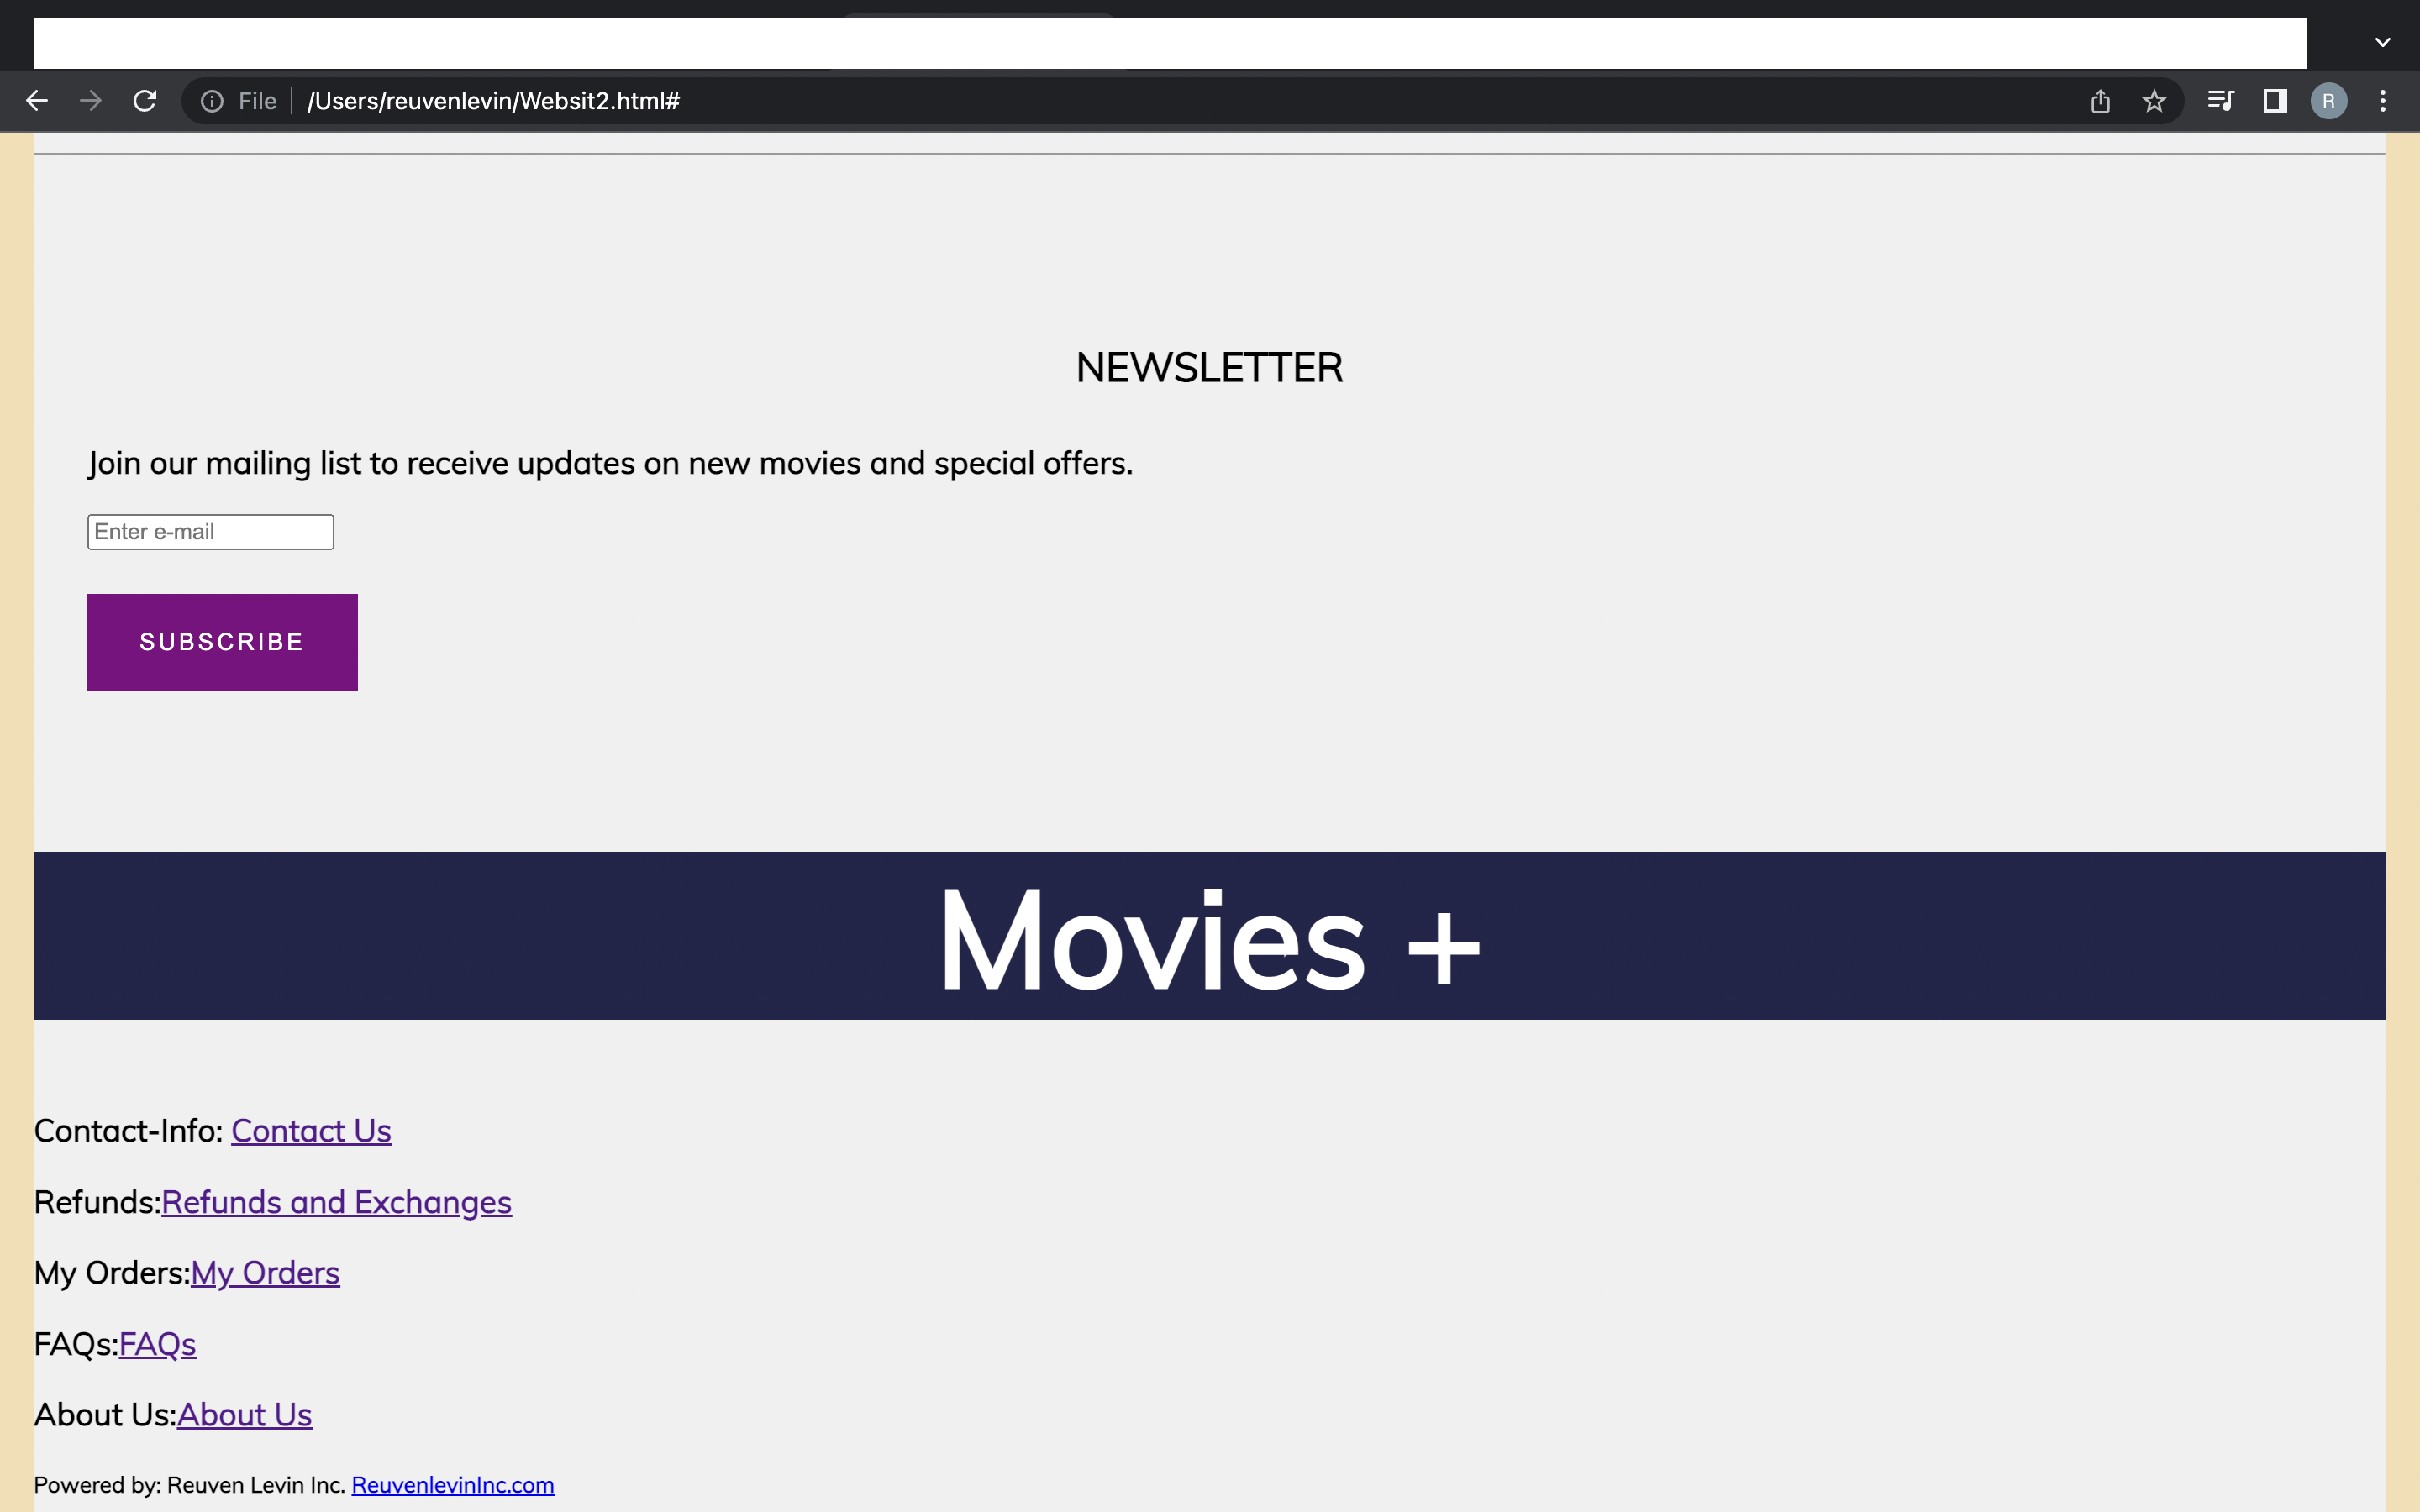 File /Users/reuvenlevin/Websit2.html#
R
NEWSLETTER
Join our mailing list to receive updates on new movies and special offers.
Enter e-mail
SUBSCRIBE
Movies +
Contact-Info: Contact Us
Refunds:Refunds and Exchanges
My Orders:My Orders
FAQs:FAQs
About Us:About Us
Powered by: Reuven Levin Inc. ReuvenlevinInc.com